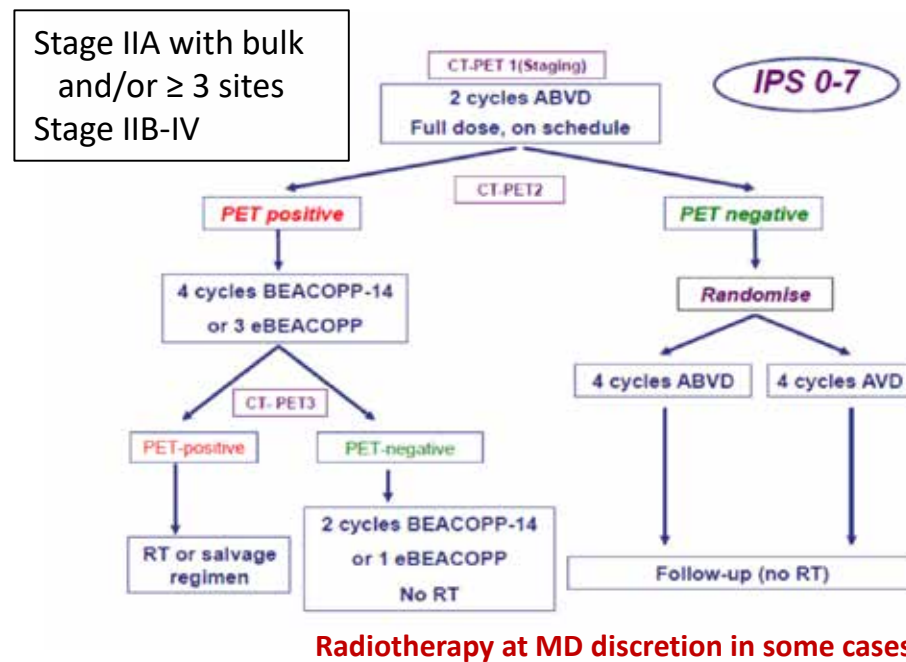 Stage IIA with bulk
and/or ≥ 3 sites
Stage IIB-IV
CT-PET 1(Staging)
2 cycles ABVD
Full dose, on schedule
IPS 0-7
CT-PET2
PET positive
PET negative
4 cycles BEACOPP-14
or 3 eBEACOPP
Randomise
CT- PET3
4 cycles ABVD
4 cycles AVD
PET-positive
PET-negative
RT or salvage
regimen
2 cycles BEACOPP-14
or 1 eBEACOPP
No RT
Follow-up (no RT)
Radiotherapy at MD discretion in some cases